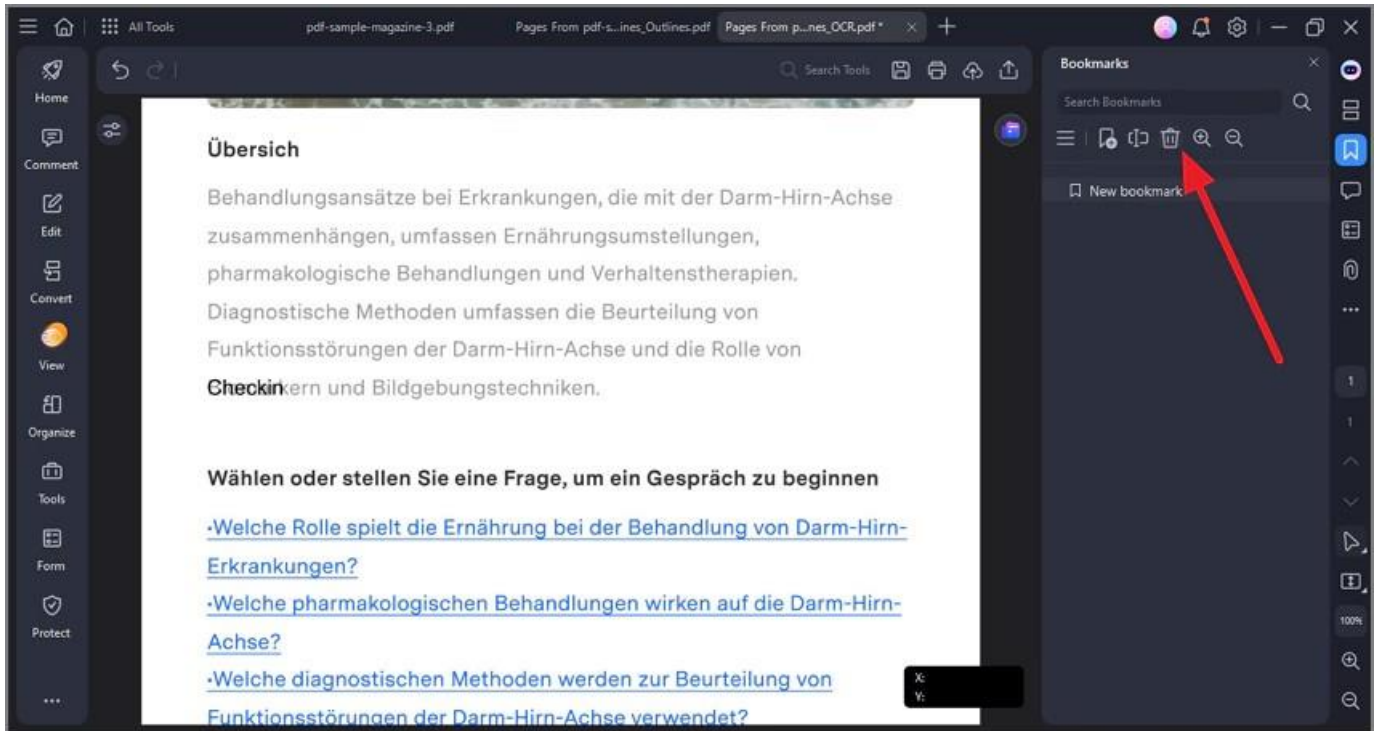 All Tools
pdf-sample-magazine-3.pdf
Pages From pdf-s...ines_Outlines.pdf
Pages From p...nes_OCR.pdf *
Home
Comment
Edit
Convert
View
Organize
Tools
Form
Protect
Search Tools
Übersich
Behandlungsansätze bei Erkrankungen, die mit der Darm-Hirn-Achse
zusammenhängen, umfassen Ernährungsumstellungen,
pharmakologische Behandlungen und Verhaltenstherapien.
Diagnostische Methoden umfassen die Beurteilung von
Funktionsstörungen der Darm-Hirn-Achse und die Rolle von
Checkin kern und Bildgebungstechniken.
Wählen oder stellen Sie eine Frage, um ein Gespräch zu beginnen
·Welche Rolle spielt die Ernährung bei der Behandlung von Darm-Hirn-
Erkrankungen?
·Welche pharmakologischen Behandlungen wirken auf die Darm-Hirn-
Achse?
·Welche diagnostischen Methoden werden zur Beurteilung von
Funktionsstörungen der Darm-Hirn-Achse verwendet?
X:
Y:
Bookmarks
Search Bookmarks
New bookmark
1
1
100%